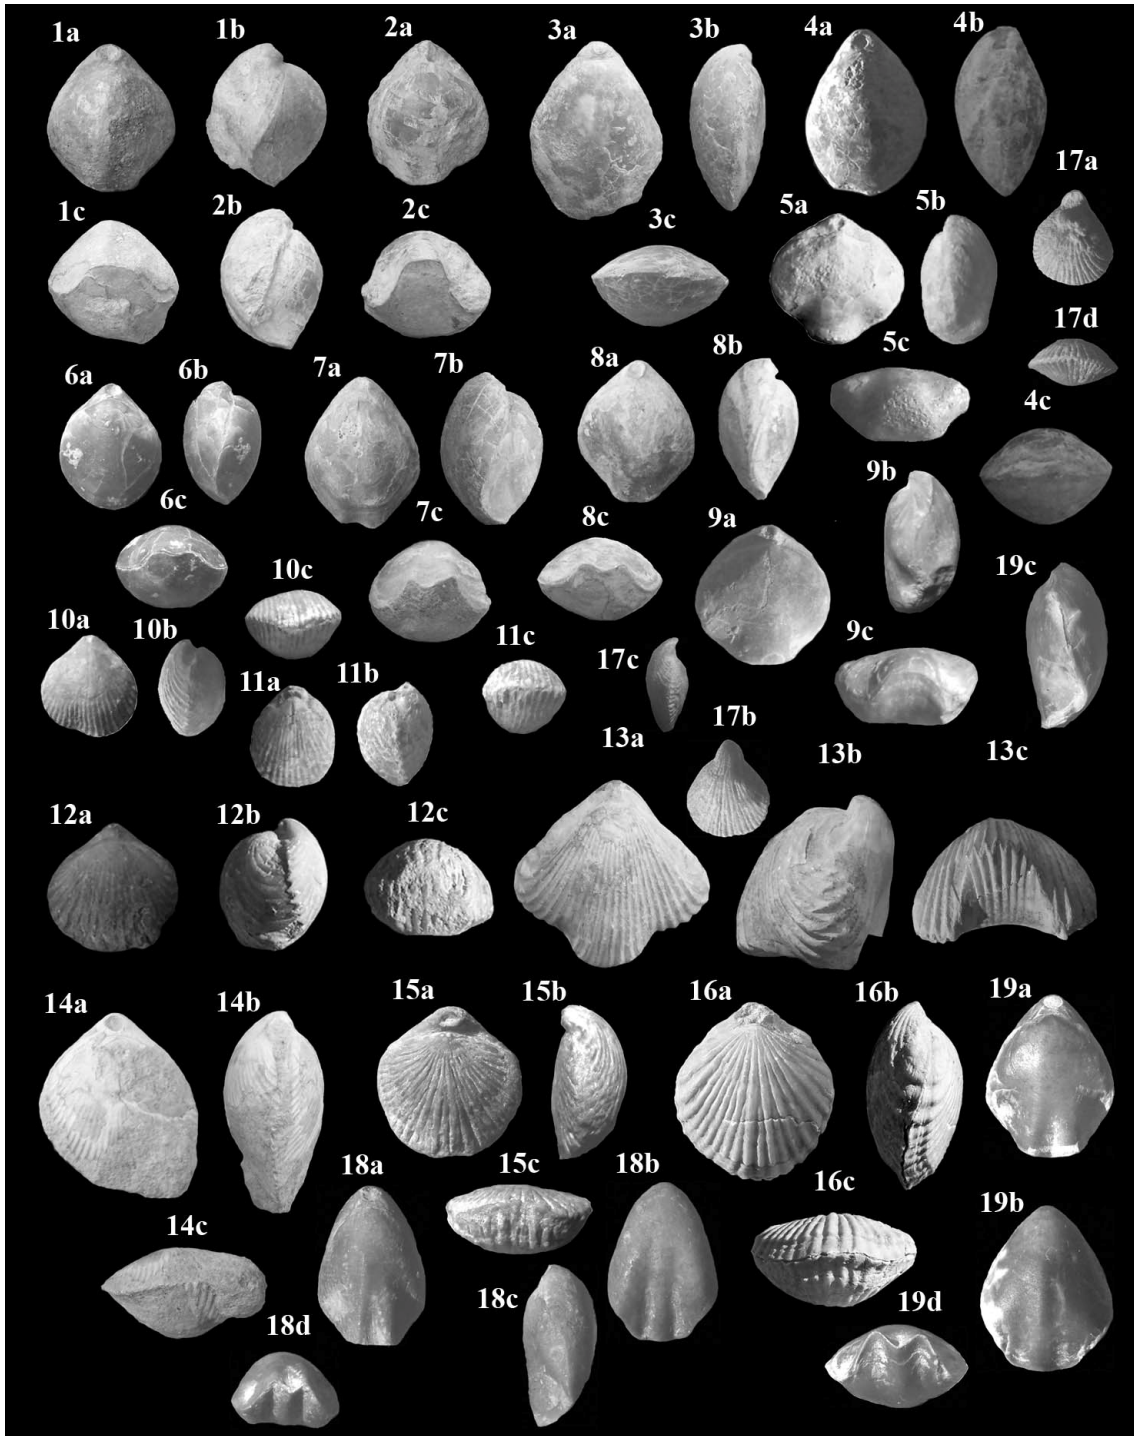 1a 1b 2a 3a 3b 4a 4b
17a
1c 2b 2c 3c 5a 5b
17d
6a 6b 7a 7b 8a 8b 5c 4c
6c 7c 8c 9a 9b
10c 19c
10a 10b 11a 11b 11c 17c 9c
13a 17b 13b 13c
12a 12b 12c
14a 14b 15a 15b 16a 16b 19a
18a 15c 18b 16c 19b
14c 18c
18d 19d